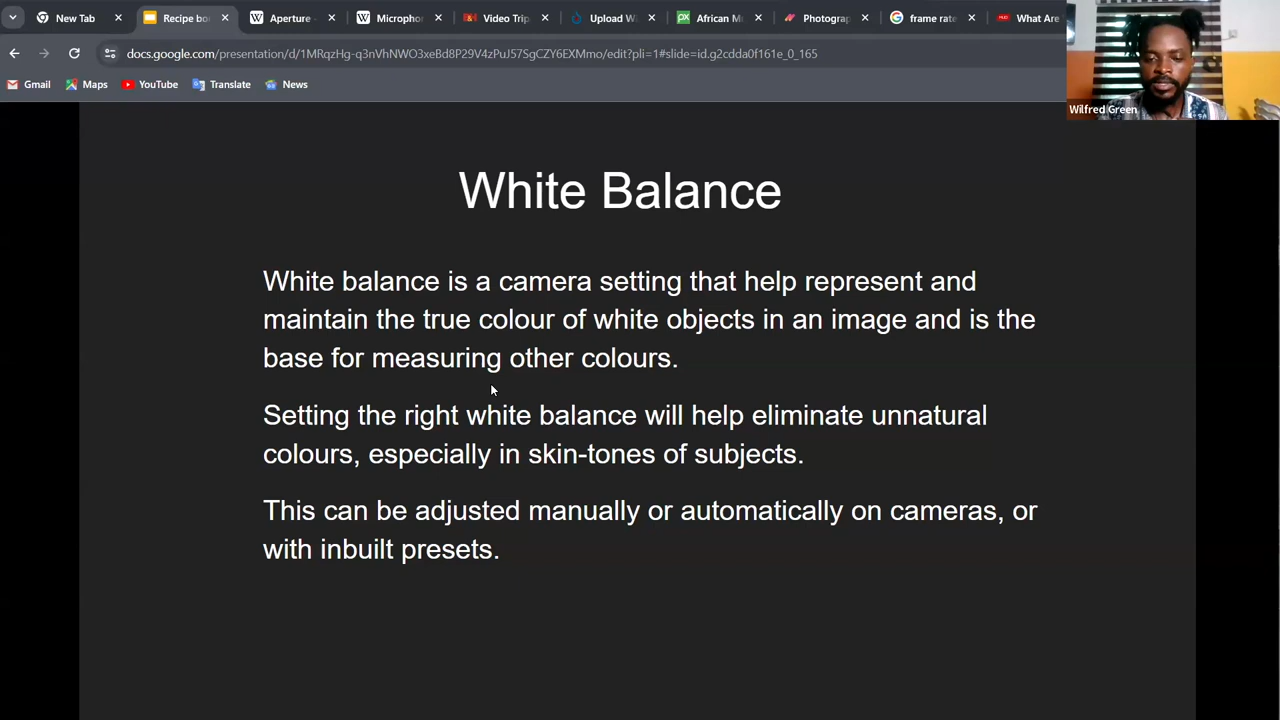 New Tab
Recipe bo
Aperture
Microphor
Video Trip
Upload W
African M
Photograp
frame rate
What Are
docs.google.com/presentation/d/1MRqzHg-q3nVhNWO3xeBd8P29V4zPuJS7SgCZY6EXMmo/edit?pli=1#slide=id.g2cdda0f161e_0_165
Gmail
Maps
YouTube
Translate
News
Wilfred Green
White Balance
White balance is a camera setting that help represent and
maintain the true colour of white objects in an image and is the
base for measuring other colours.
Setting the right white balance will help eliminate unnatural
colours, especially in skin-tones of subjects.
This can be adjusted manually or automatically on cameras, or
with inbuilt presets.